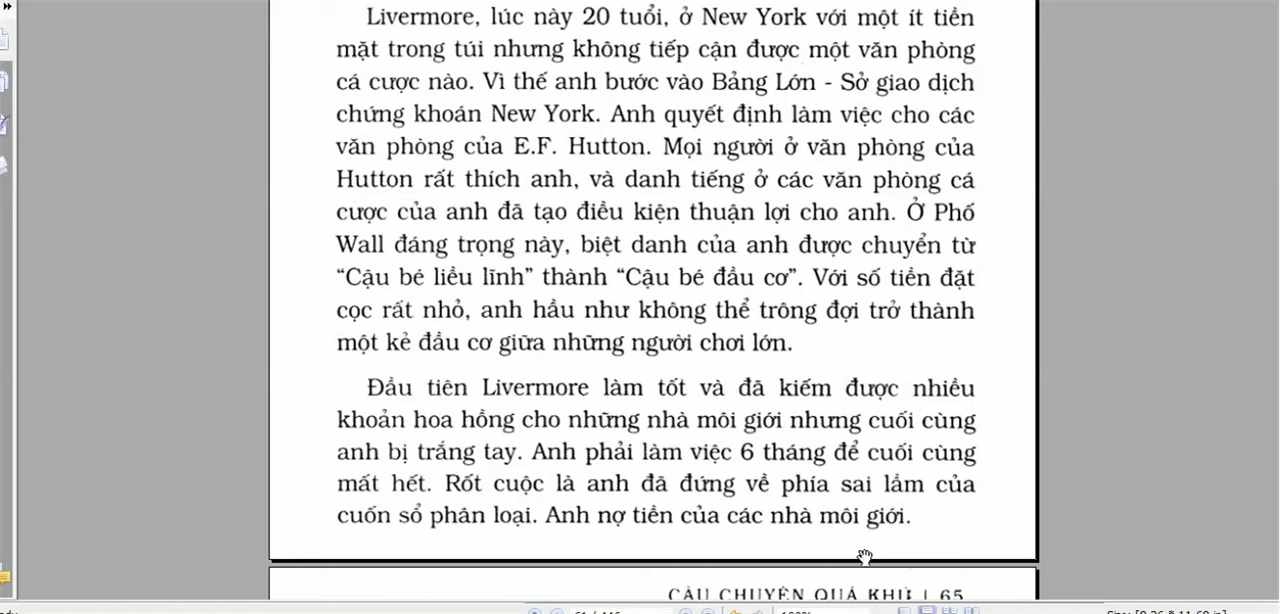 Livermore, lúc này 20 tuổi, ở New York với một ít tiền
mặt trong túi nhưng không tiếp cận được một văn phòng
cá cược nào. Vì thế anh bước vào Bảng Lớn - Sở giao dịch
chứng khoán New York. Anh quyết định làm việc cho các
văn phòng của E.F. Hutton. Mọi người ở văn phòng của
Hutton rất thích anh, và danh tiếng ở các văn phòng cá
cược của anh đã tạo điều kiện thuận lợi cho anh. Ở Phố
Wall đáng trọng này, biệt danh của anh được chuyển từ
“Cậu bé liều lĩnh” thành “Cậu bé đầu cơ”. Với số tiền đặt
cọc rất nhỏ, anh hầu như không thể trông đợi trở thành
một kẻ đầu cơ giữa những người chơi lớn.
Đầu tiên Livermore làm tốt và đã kiếm được nhiều
khoản hoa hồng cho những nhà môi giới nhưng cuối cùng
anh bị trắng tay. Anh phải làm việc 6 tháng để cuối cùng
mất hết. Rốt cuộc là anh đã đứng về phía sai lầm của
cuốn sổ phân loại. Anh nợ tiền của các nhà môi giới.
CÂU CHUYỆN QUÁ KHỨ | 65